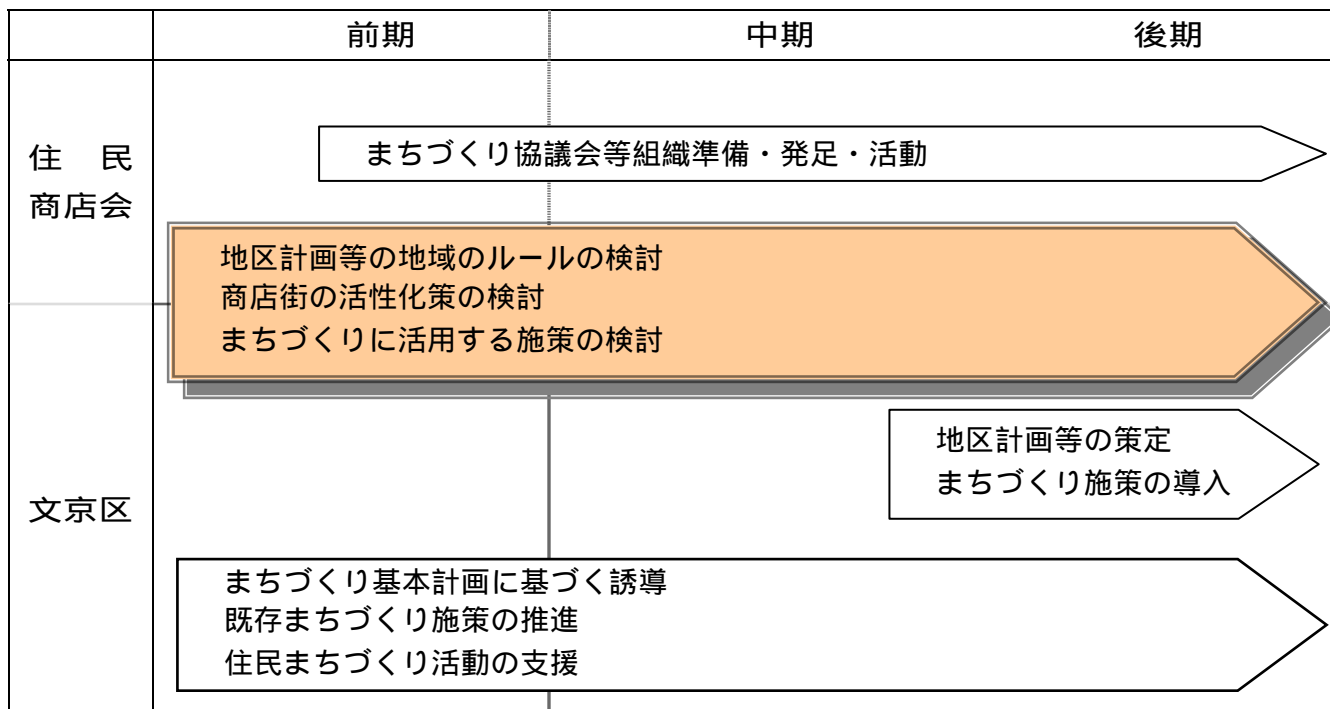 前期 中期 後期
住 民
商店会
まちづくり協議会等組織準備・発足・活動
地区計画等の地域のルールの検討
商店街の活性化策の検討
まちづくりに活用する施策の検討
文京区
地区計画等の策定
まちづくり施策の導入
まちづくり基本計画に基づく誘導
既存まちづくり施策の推進
住民まちづくり活動の支援